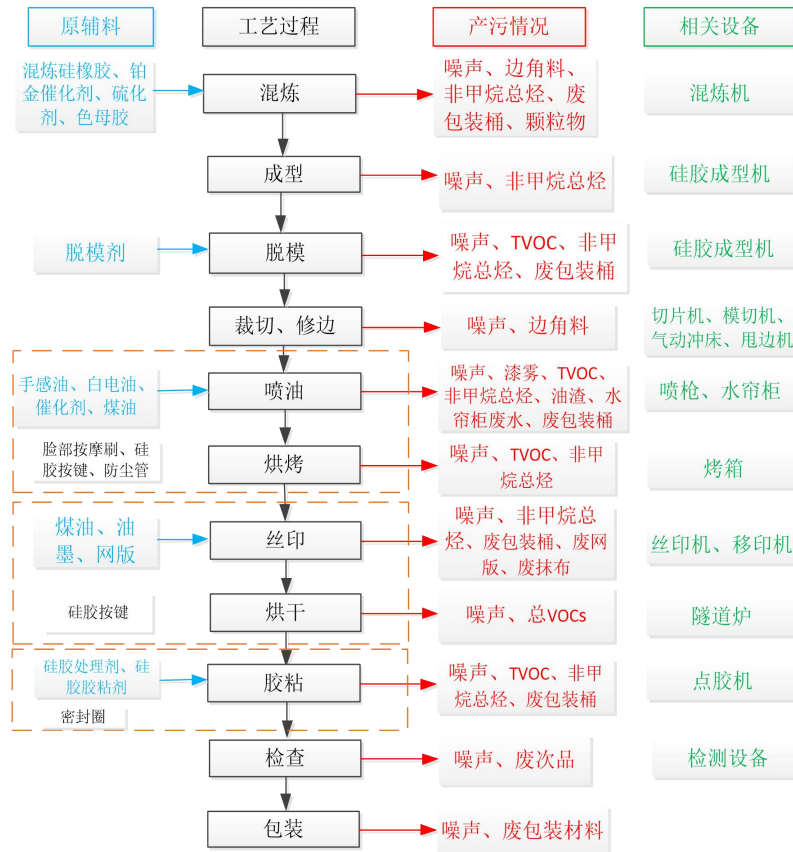 原辅料
工艺过程
产污情况
相关设备
混炼硅橡胶、铂
金催化剂、硫化
剂、色母胶
混炼
噪声、边角料、
非甲烷总烃、废
包装桶、颗粒物
混炼机
成型
噪声、非甲烷总烃
硅胶成型机
脱模剂
脱模
噪声、TVOC、非甲
烷总烃、废包装桶
硅胶成型机
裁切、修边
噪声、边角料
切片机、模切机、
气动冲床、甩边机
手感油、白电油、
催化剂、煤油
喷油
噪声、漆雾、TVOC、
非甲烷总烃、油渣、水
帘柜废水、废包装桶
喷枪、水帘柜
脸部按摩刷、硅
胶按键、防尘管
烘烤
噪声、TVOC、非甲
烷总烃
烤箱
煤油、油
墨、网版
丝印
噪声、非甲烷总
烃、废包装桶、废网
版、废抹布
丝印机、移印机
硅胶按键
烘干
噪声、总VOCs
隧道炉
硅胶处理剂、硅
胶胶粘剂
胶粘
噪声、TVOC、非甲
烷总烃、废包装桶
点胶机
密封圈
检查
噪声、废次品
检测设备
包装
噪声、废包装材料